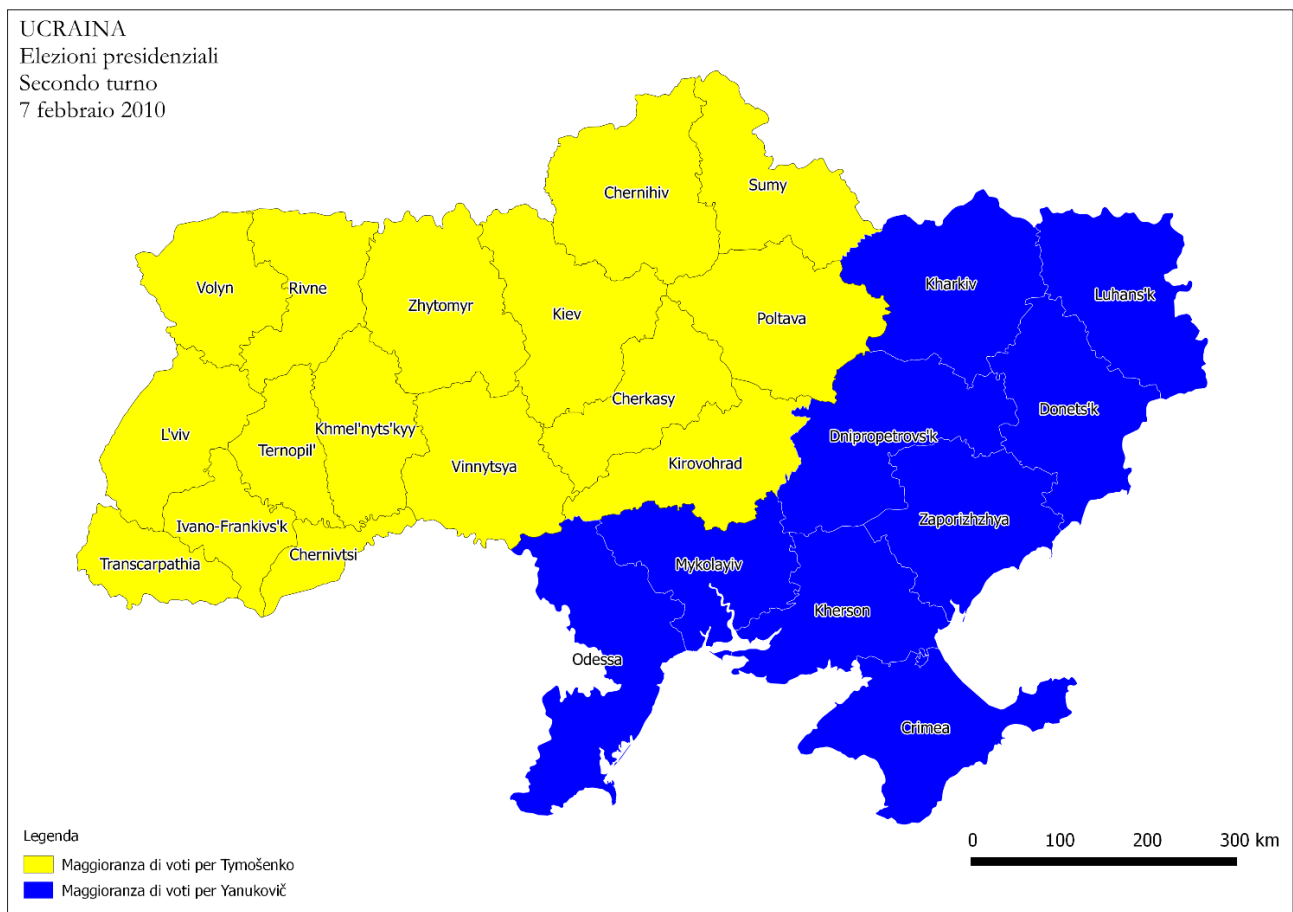 UCRAINA
Elezioni presidenziali
Secondo turno
7 febbraio 2010
Chernihiv
Sumy
Volyn
Rivne
Zhytomyr
Kiev
Kharkiv
Luhans'k
Poltava
Cherkasy
Donets'k
L'viv
Ternopil'
Khmel'nyts'kyy
Vinnytsya
Kirovohrad
Dnipropetrovs'k
Ivano-Frankivs'k
Zaporizhzhya
Transcarpathia
Chernivtsi
Mykolayiv
Kherson
Odessa
Crimea
Legenda
Maggioranza di voti per Tymošenko
Maggioranza di voti per Yanukovič
0 100 200 300 km